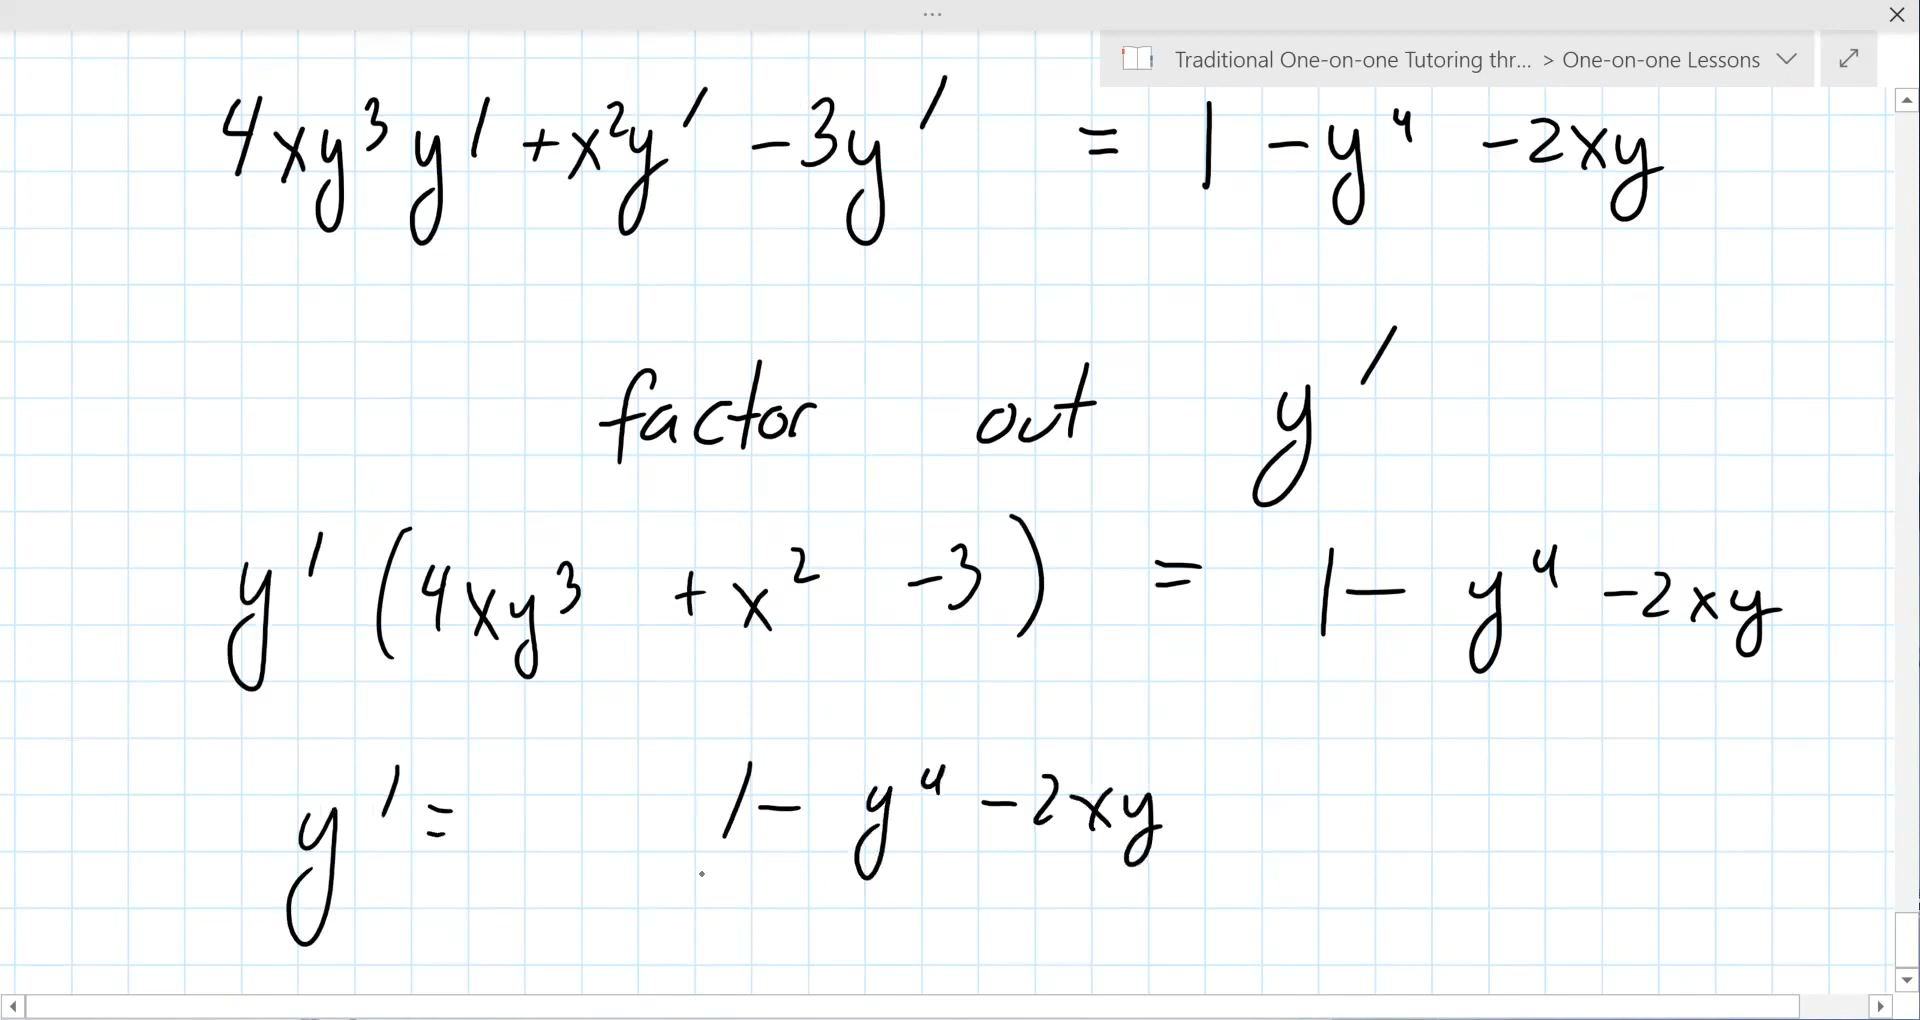 Traditional One-on-one Tutoring thr... > One-on-one Lessons
4xy³y' + x²y' - 3y' = 1 - y⁴ - 2xy
factor out y'
y' (4xy³ + x² - 3) = 1 - y⁴ - 2xy
y' = 1 - y⁴ - 2xy